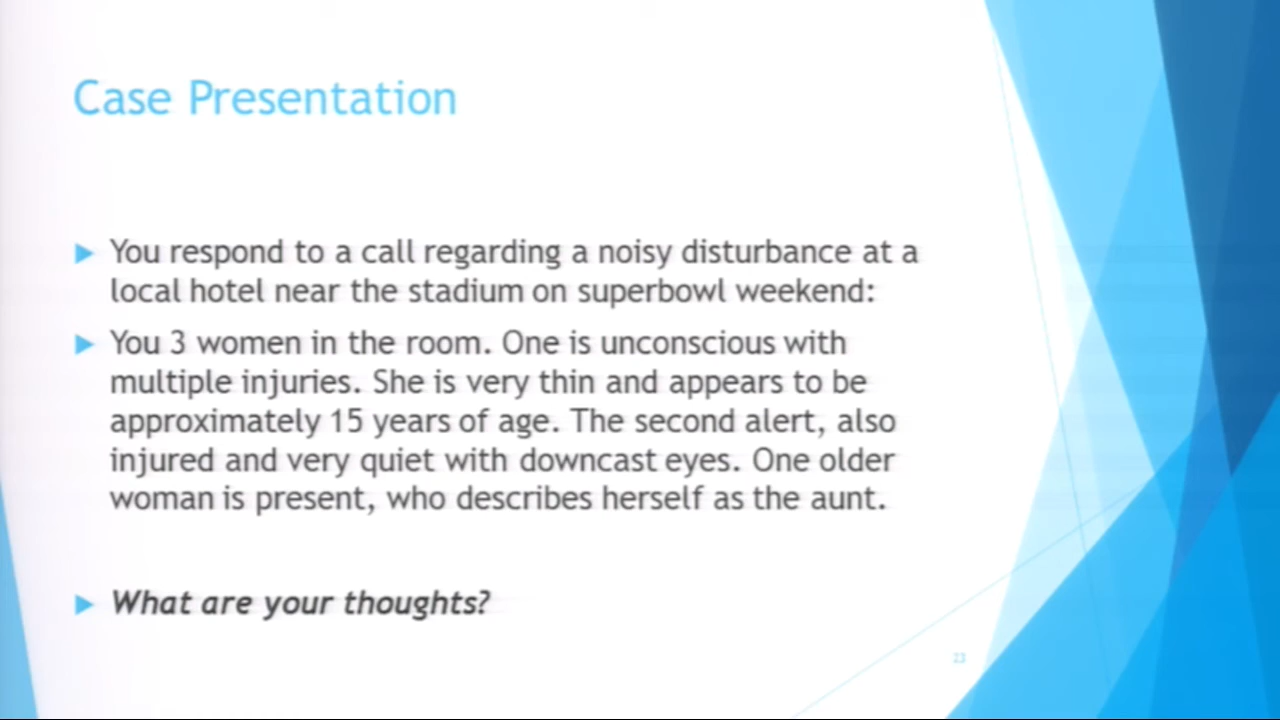 Case Presentation
You respond to a call regarding a noisy disturbance at a
local hotel near the stadium on superbowl weekend:
You 3 women in the room. One is unconscious with
multiple injuries. She is very thin and appears to be
approximately 15 years of age. The second alert, also
injured and very quiet with downcast eyes. One older
woman is present, who describes herself as the aunt.
What are your thoughts?
23